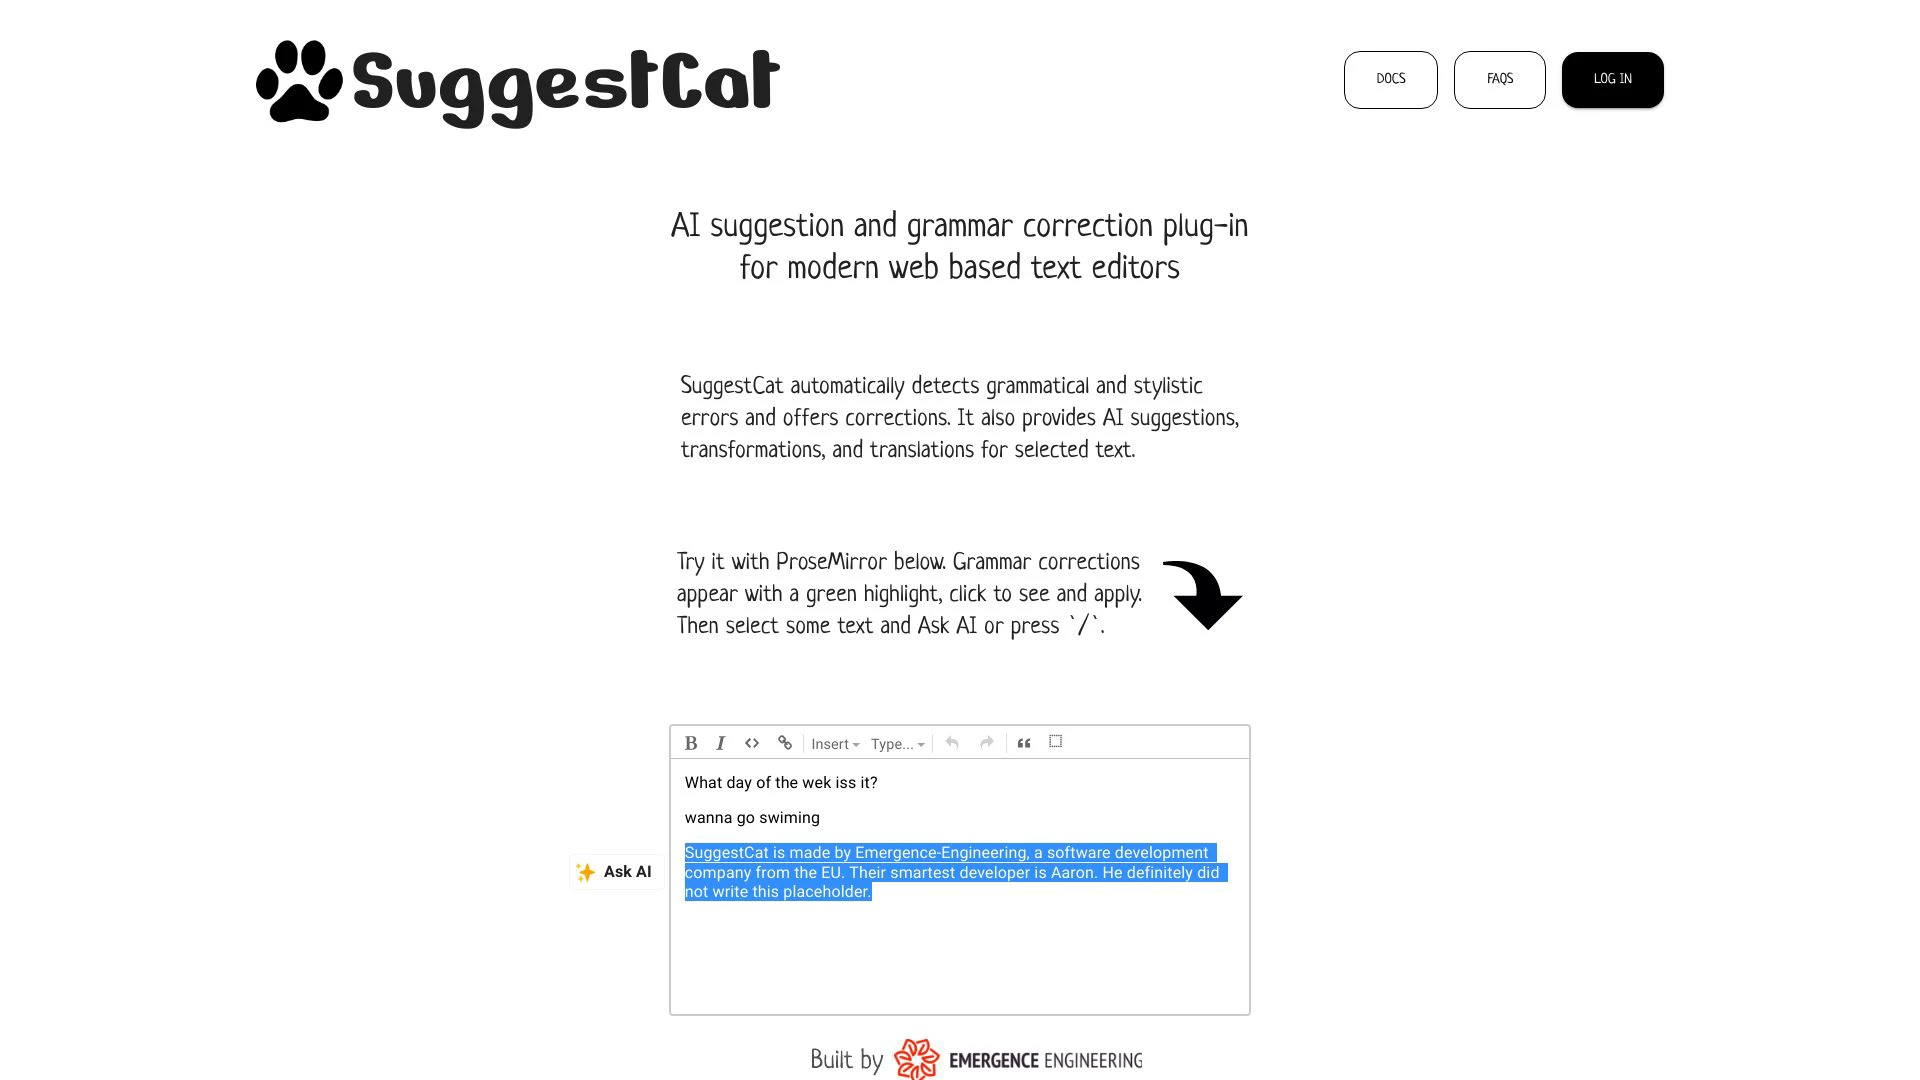 SuggestCat
DOCS
FAQS
LOG IN
AI suggestion and grammar correction plug-in
for modern web based text editors
SuggestCat automatically detects grammatical and stylistic
errors and offers corrections. It also provides AI suggestions,
transformations, and translations for selected text.
Try it with ProseMirror below. Grammar corrections
appear with a green highlight, click to see and apply.
Then select some text and Ask AI or press `/`.
B I <> Insert Type...
What day of the wek iss it?
wanna go swiming
SuggestCat is made by Emergence-Engineering, a software development
company from the EU. Their smartest developer is Aaron. He definitely did
not write this placeholder.
Ask AI
Built by EMERGENCE ENGINEERING